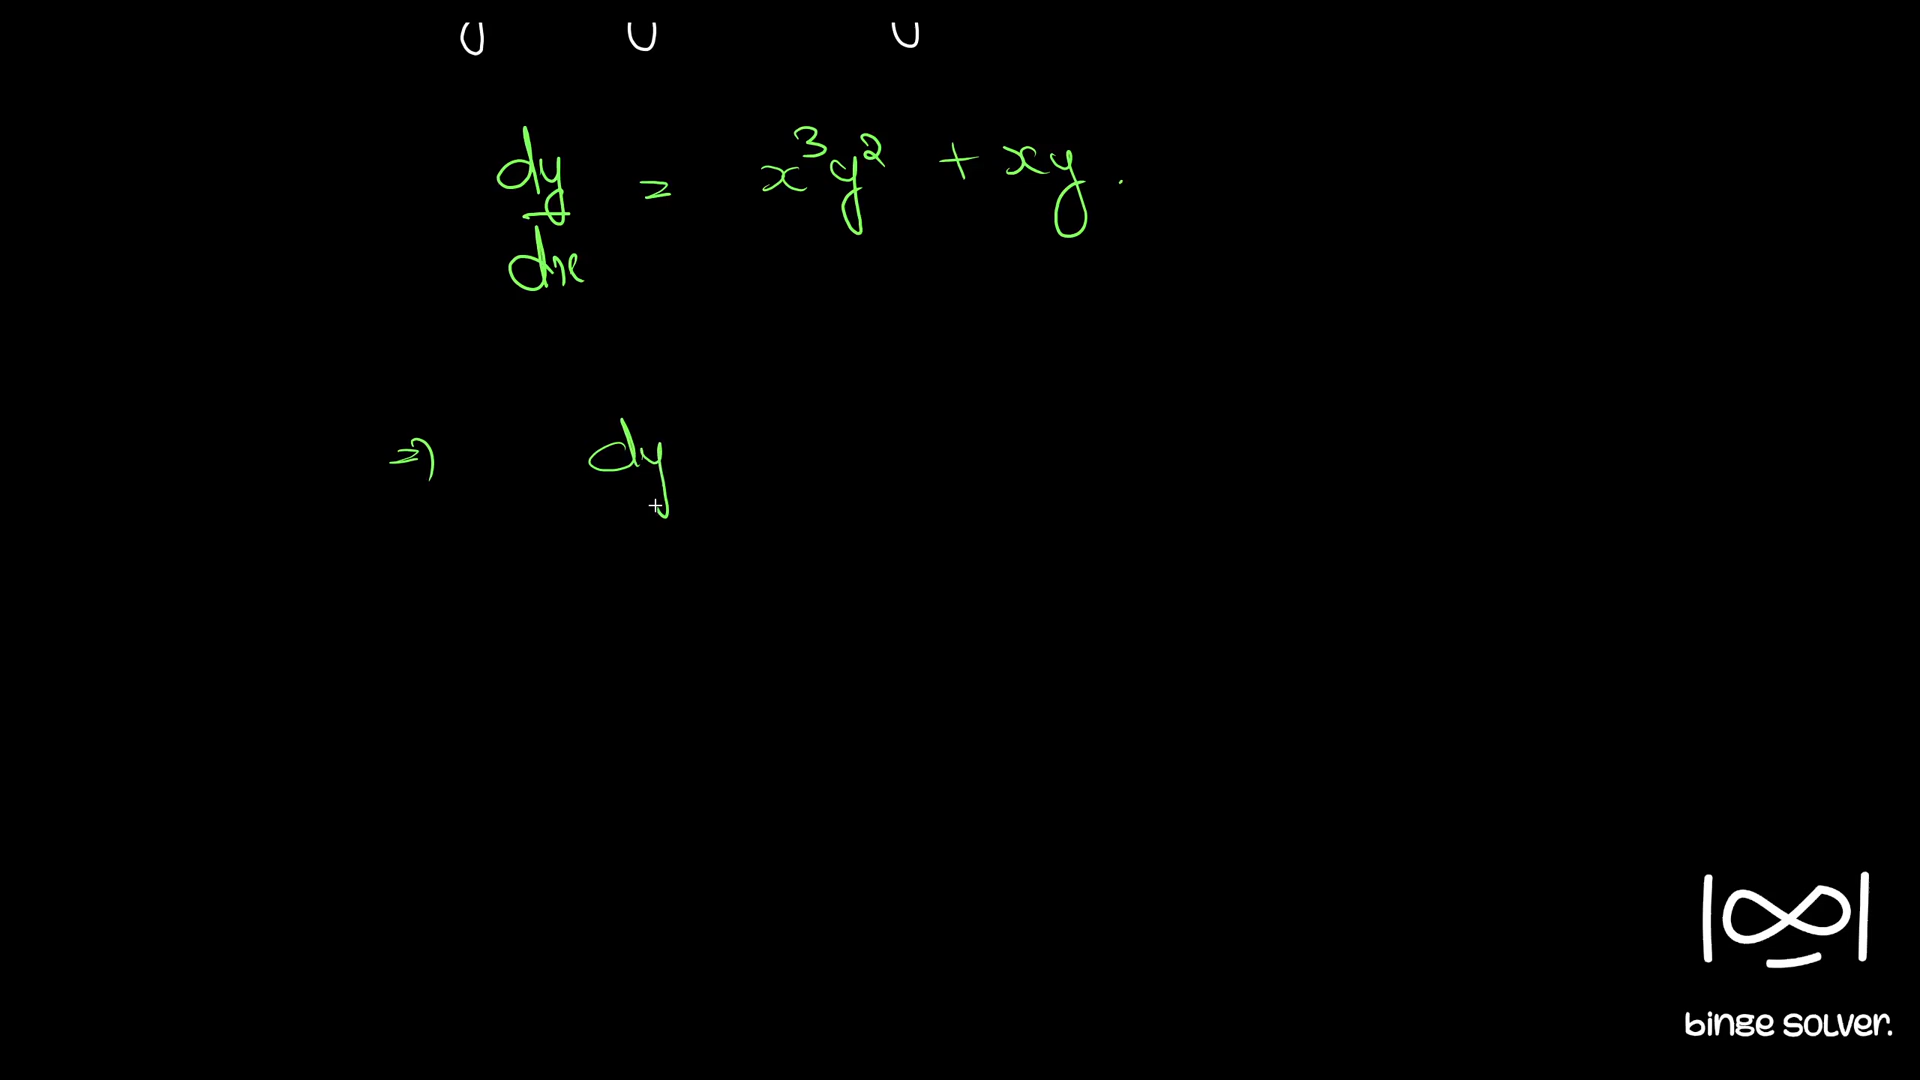 dy/dx = x³y² + xy.
⇒ dy
binge solver.